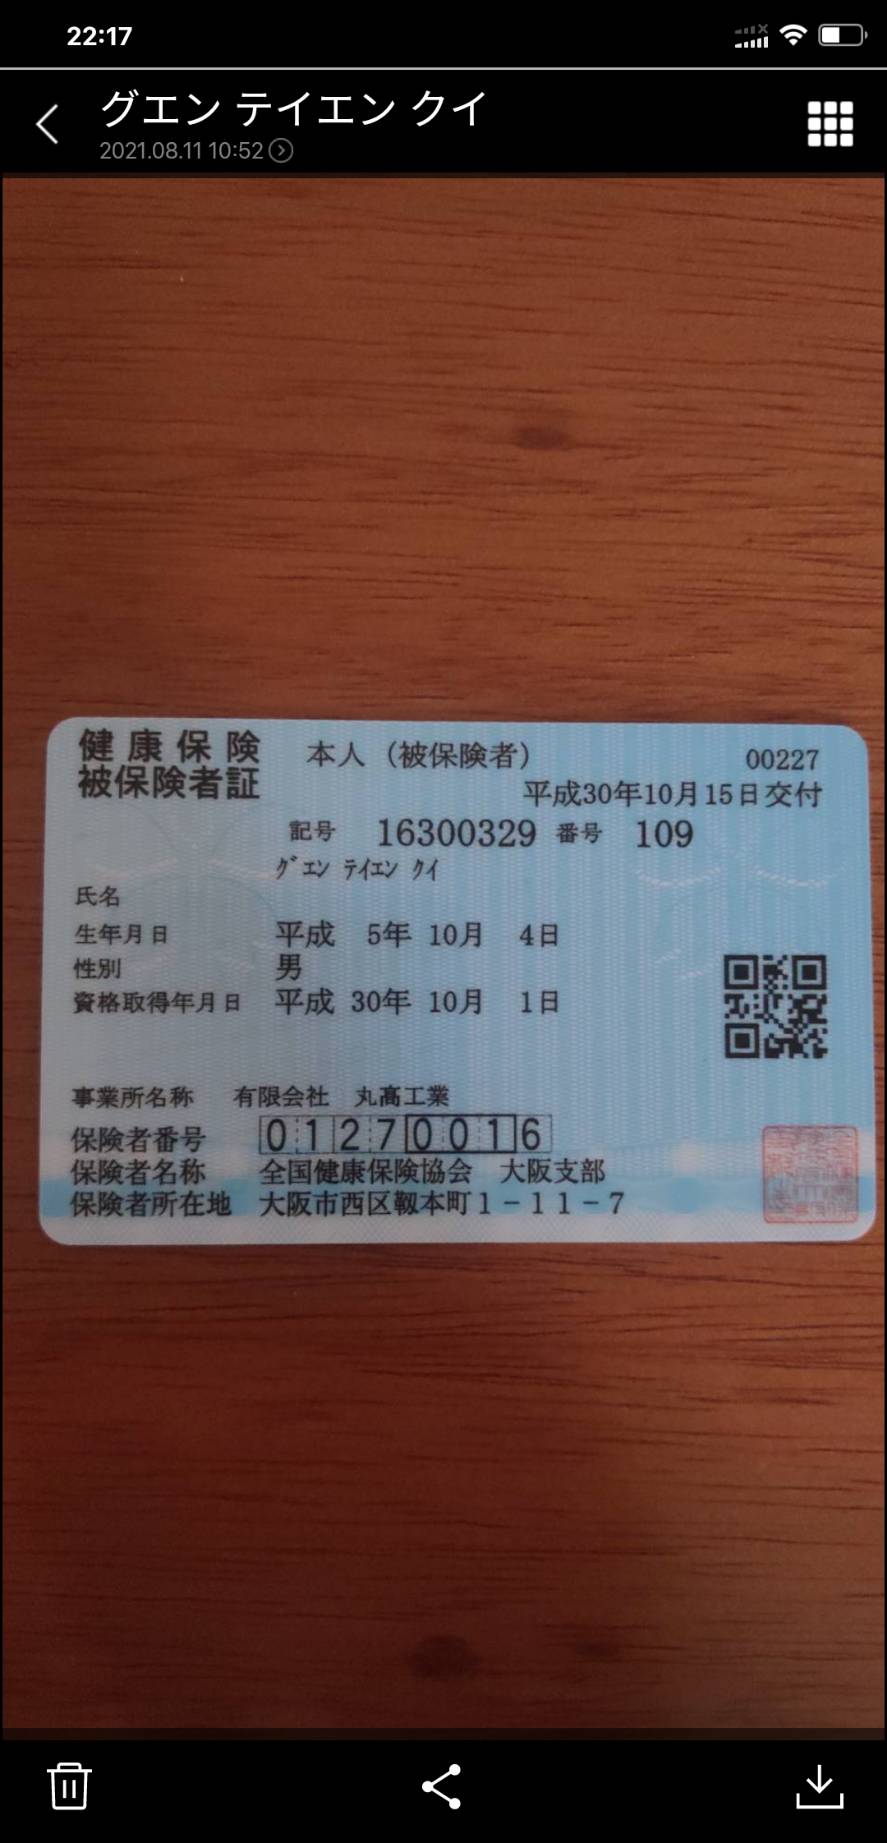 22:17
グエン テイエン クイ
2021.08.11 10:52
健康保険 本人（被保険者） 00227
被保険者証 平成30年10月15日交付
記号 16300329 番号 109
ｸﾞｴﾝ ﾃｲｴﾝ ｸｲ
氏名
生年月日 平成 5年 10月 4日
性別 男
資格取得年月日 平成 30年 10月 1日
事業所名称 有限会社 丸髙工業
保険者番号 01270016
保険者名称 全国健康保険協会 大阪支部
保険者所在地 大阪市西区靱本町1－11－7